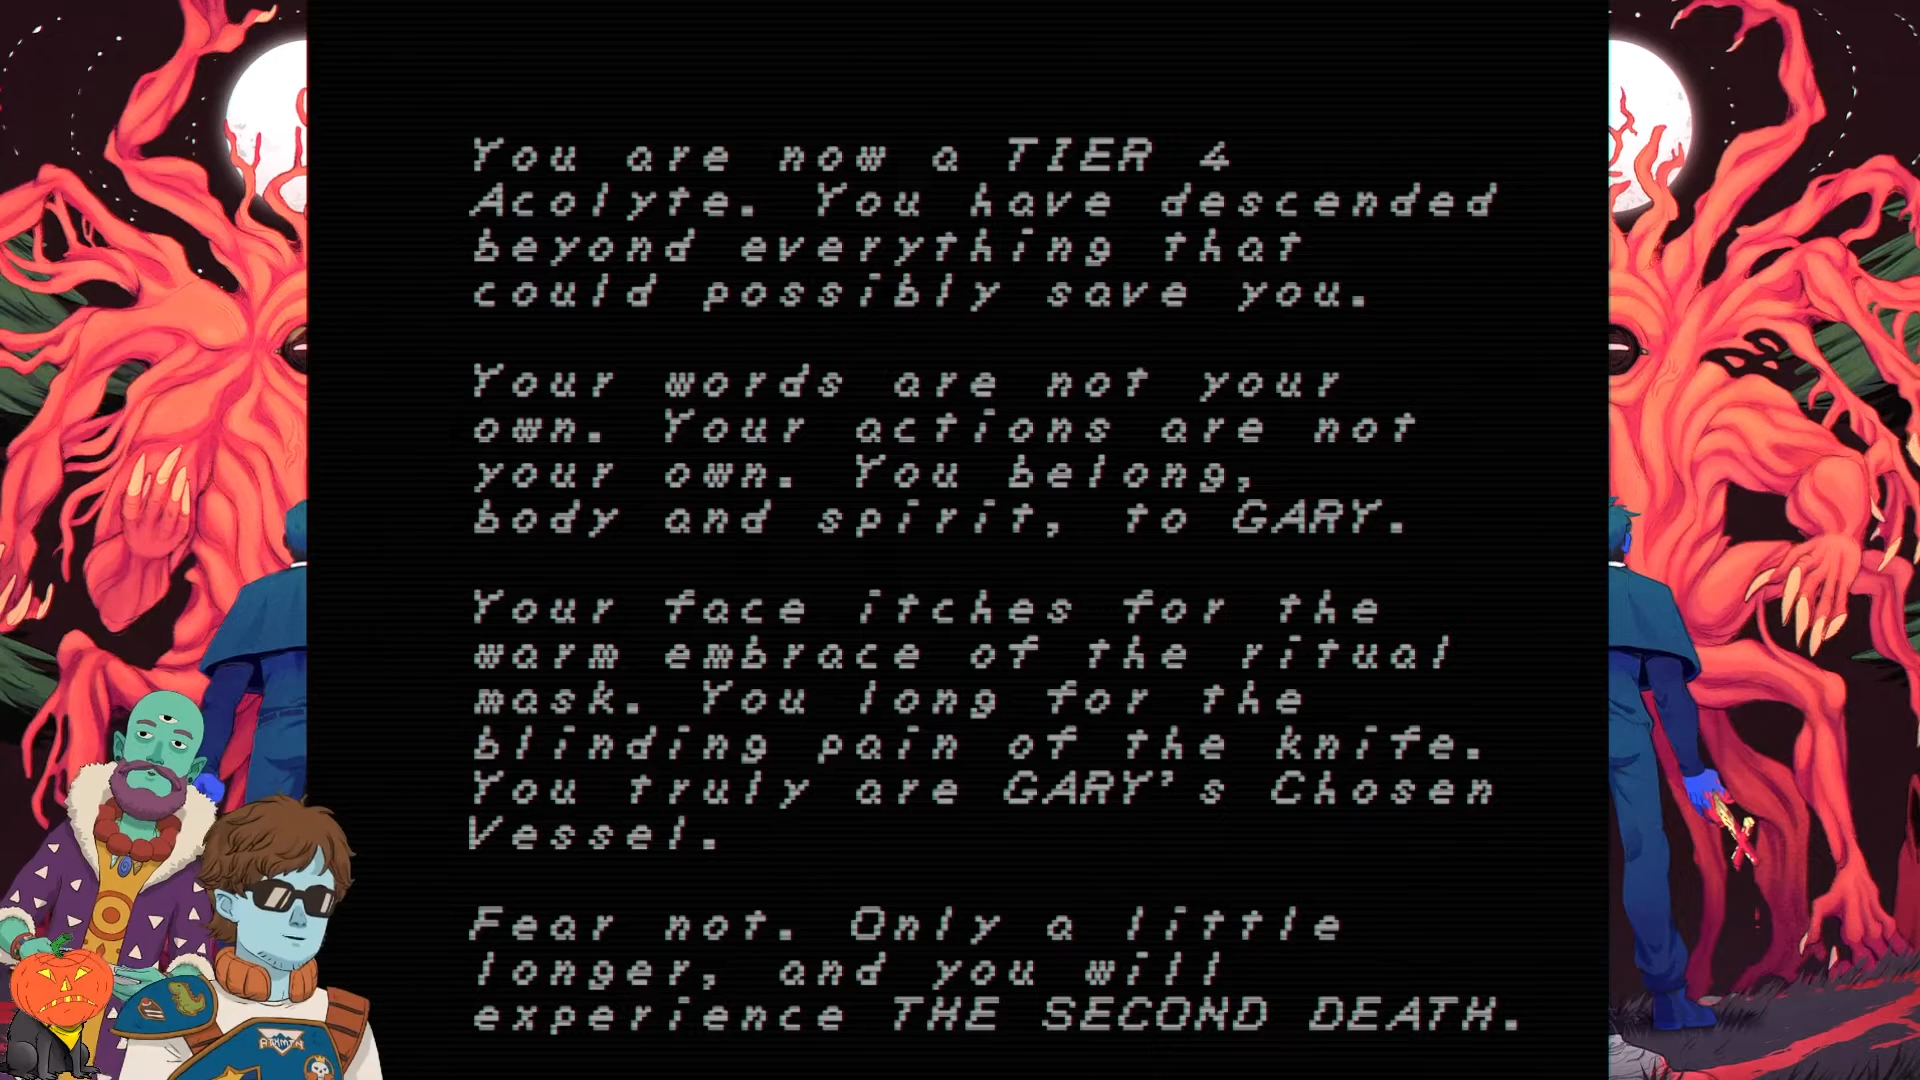 You are now a TIER 4
Acolyte. You have descended
beyond everything that
could possibly save you.
Your words are not your
own. Your actions are not
your own. You belong,
body and spirit, to GARY.
Your face itches for the
warm embrace of the ritual
mask. You long for the
blinding pain of the knife.
You truly are GARY's Chosen
Vessel.
Fear not. Only a little
longer, and you will
experience THE SECOND DEATH.